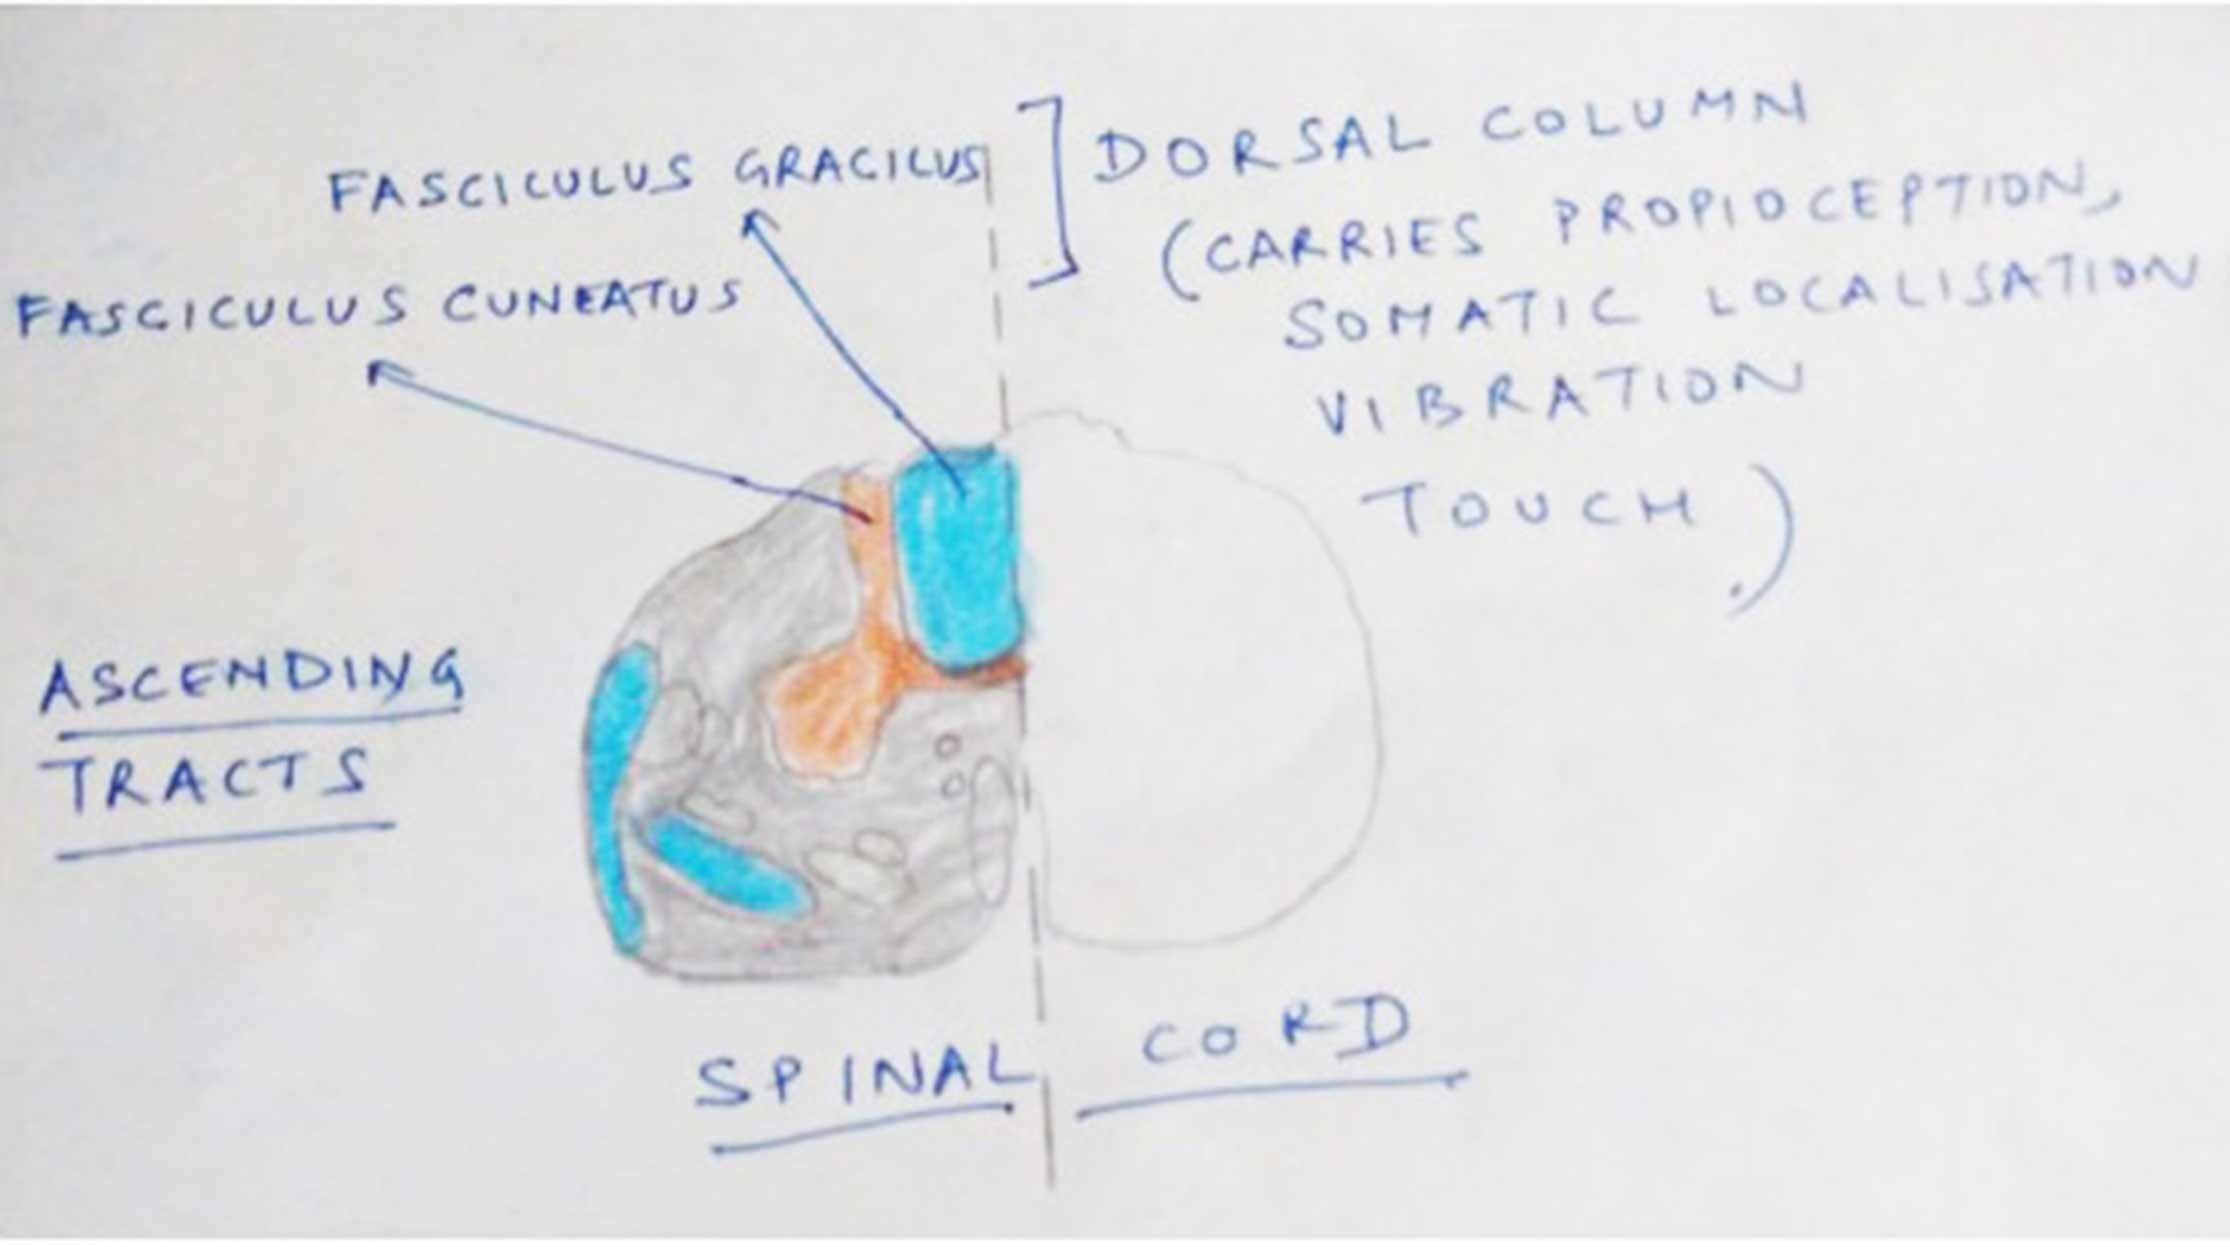 FASCICULUS GRACILUS
FASCICULUS CUNEATUS
DORSAL COLUMN
(CARRIES PROPIOCEPTION,
SOMATIC LOCALISATION
VIBRATION
TOUCH.)
ASCENDING
TRACTS
SPINAL CORD